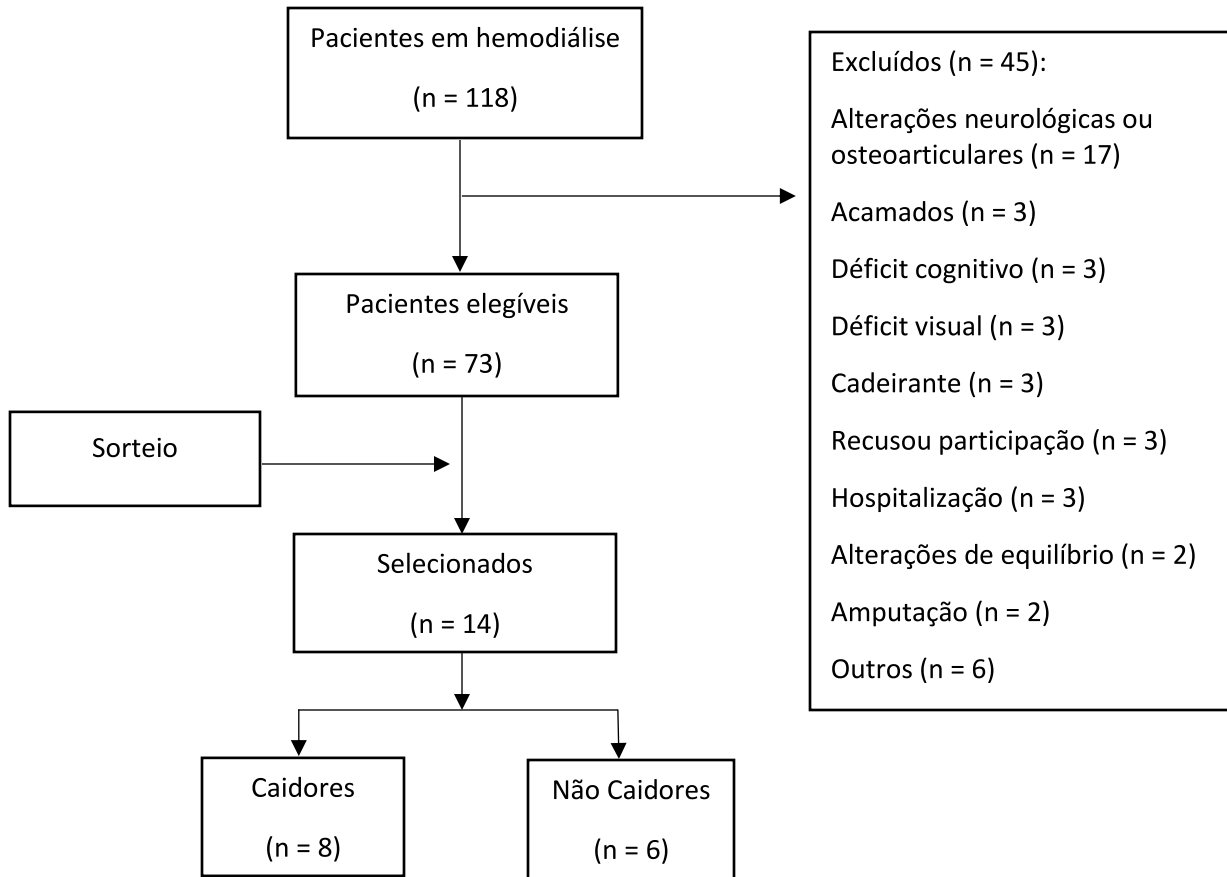 Pacientes em hemodiálise
(n = 118)
Excluídos (n = 45):
Alterações neurológicas ou
osteoarticulares (n = 17)
Acamados (n = 3)
Déficit cognitivo (n = 3)
Déficit visual (n = 3)
Cadeirante (n = 3)
Recusou participação (n = 3)
Hospitalização (n = 3)
Alterações de equilíbrio (n = 2)
Amputação (n = 2)
Outros (n = 6)
Pacientes elegíveis
(n = 73)
Sorteio
Selecionados
(n = 14)
Caidores
(n = 8)
Não Caidores
(n = 6)